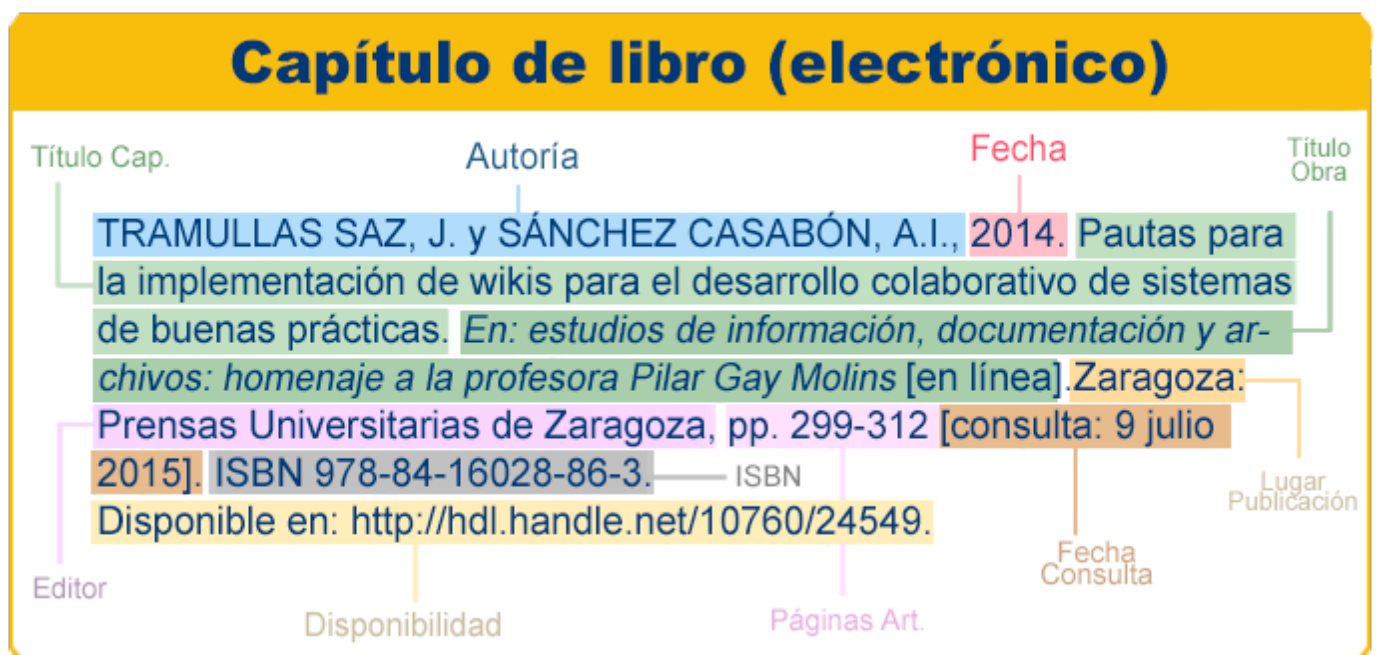 Capítulo de libro (electrónico)
Título Cap.
Autoría
Fecha
Título
Obra
TRAMULLAS SAZ, J. y SÁNCHEZ CASABÓN, A.I., 2014. Pautas para
la implementación de wikis para el desarrollo colaborativo de sistemas
de buenas prácticas. En: estudios de información, documentación y ar-
chivos: homenaje a la profesora Pilar Gay Molins [en línea].Zaragoza:
Prensas Universitarias de Zaragoza, pp. 299-312 [consulta: 9 julio
2015]. ISBN 978-84-16028-86-3.
ISBN
Lugar
Publicación
Disponible en: http://hdl.handle.net/10760/24549.
Fecha
Consulta
Editor
Disponibilidad
Páginas Art.